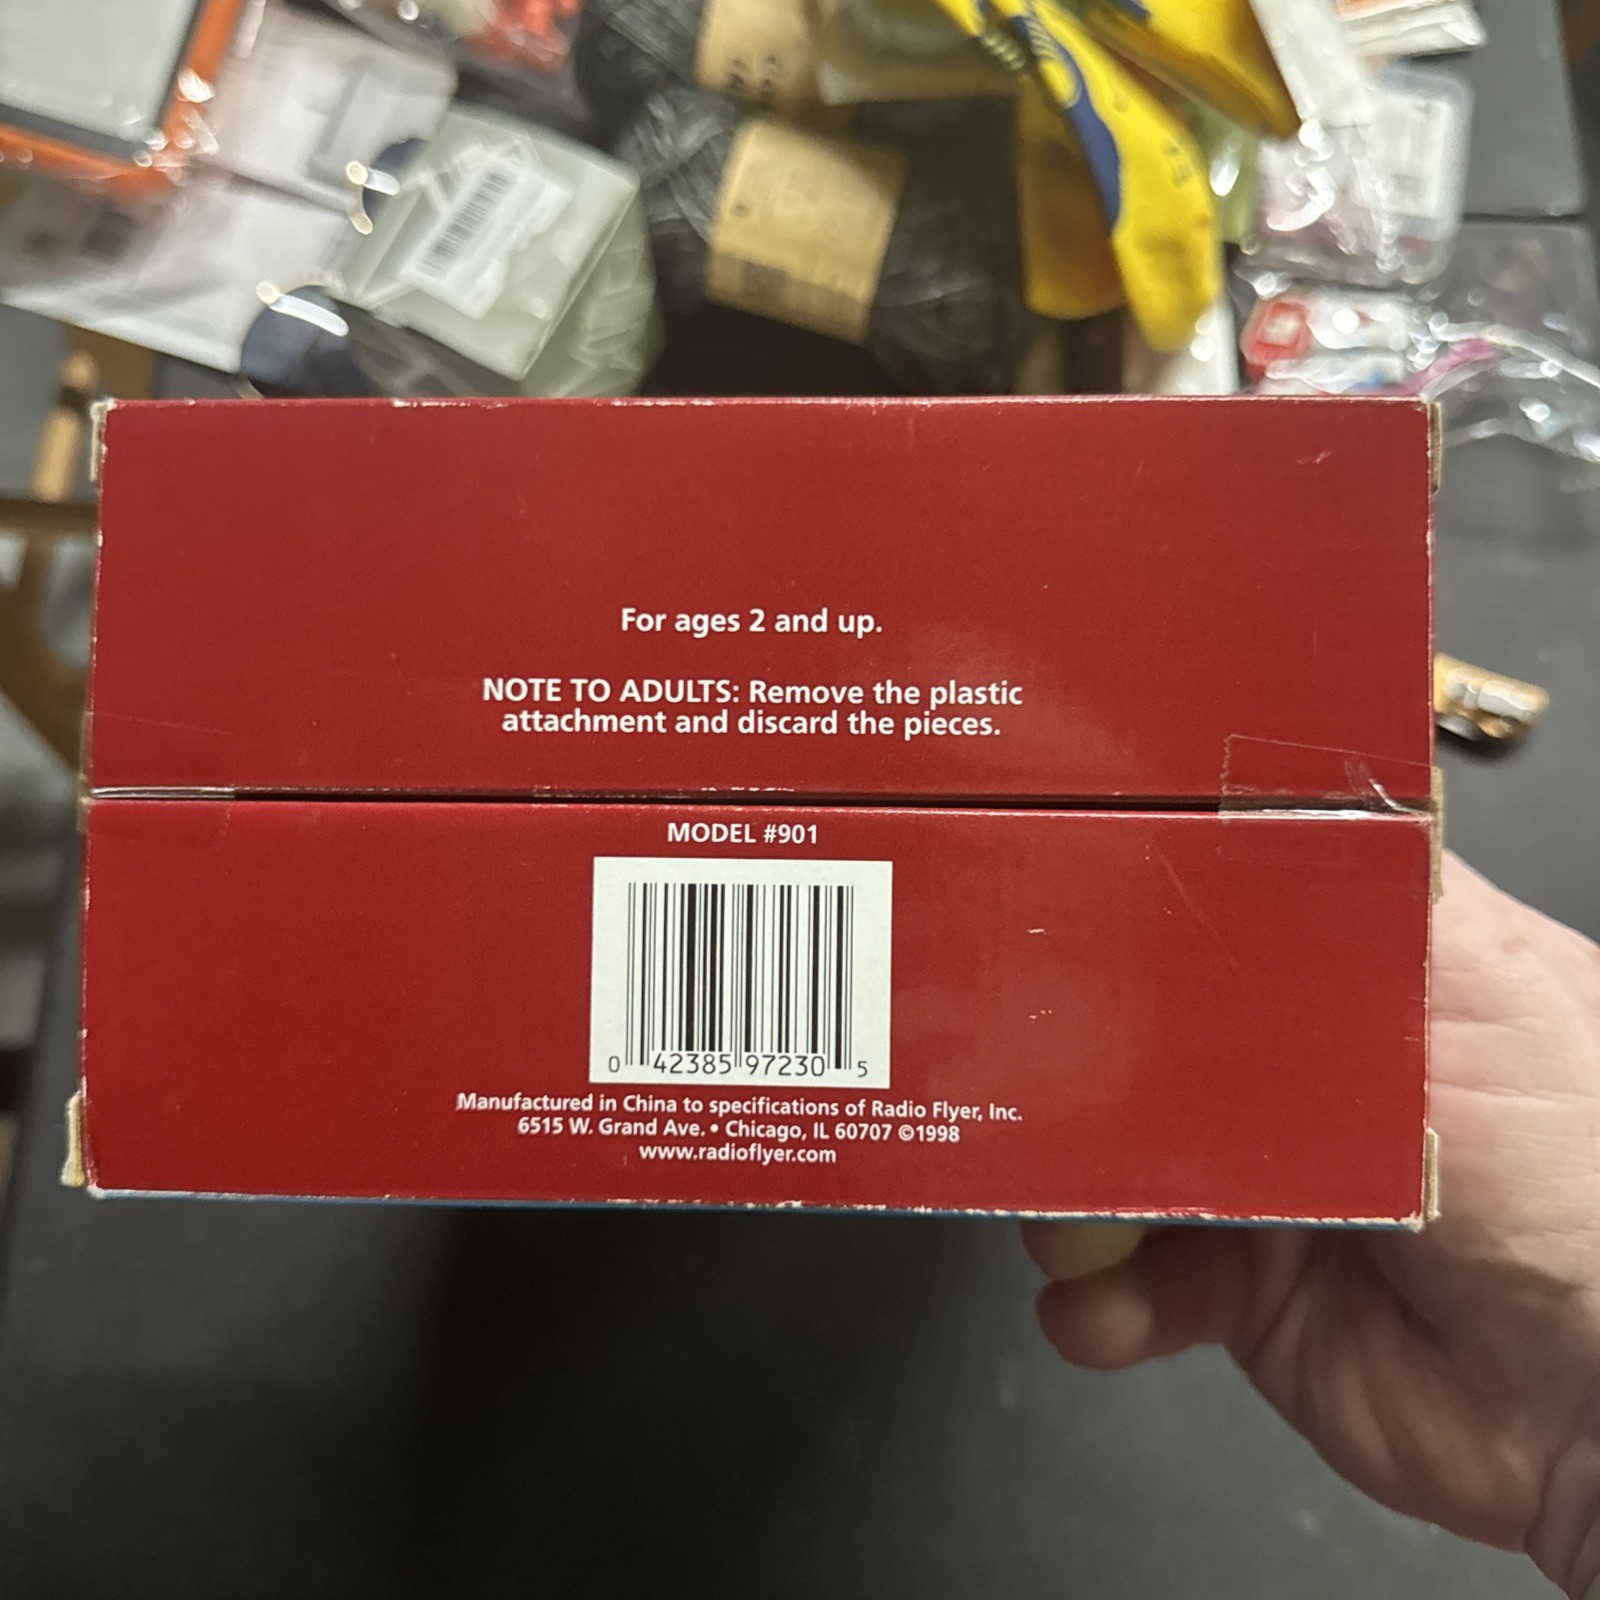 For ages 2 and up.
NOTE TO ADULTS: Remove the plastic
attachment and discard the pieces.
MODEL #901
0 42385 97230 5
Manufactured in China to specifications of Radio Flyer, Inc.
6515 W. Grand Ave. • Chicago, IL 60707 ©1998
www.radioflyer.com